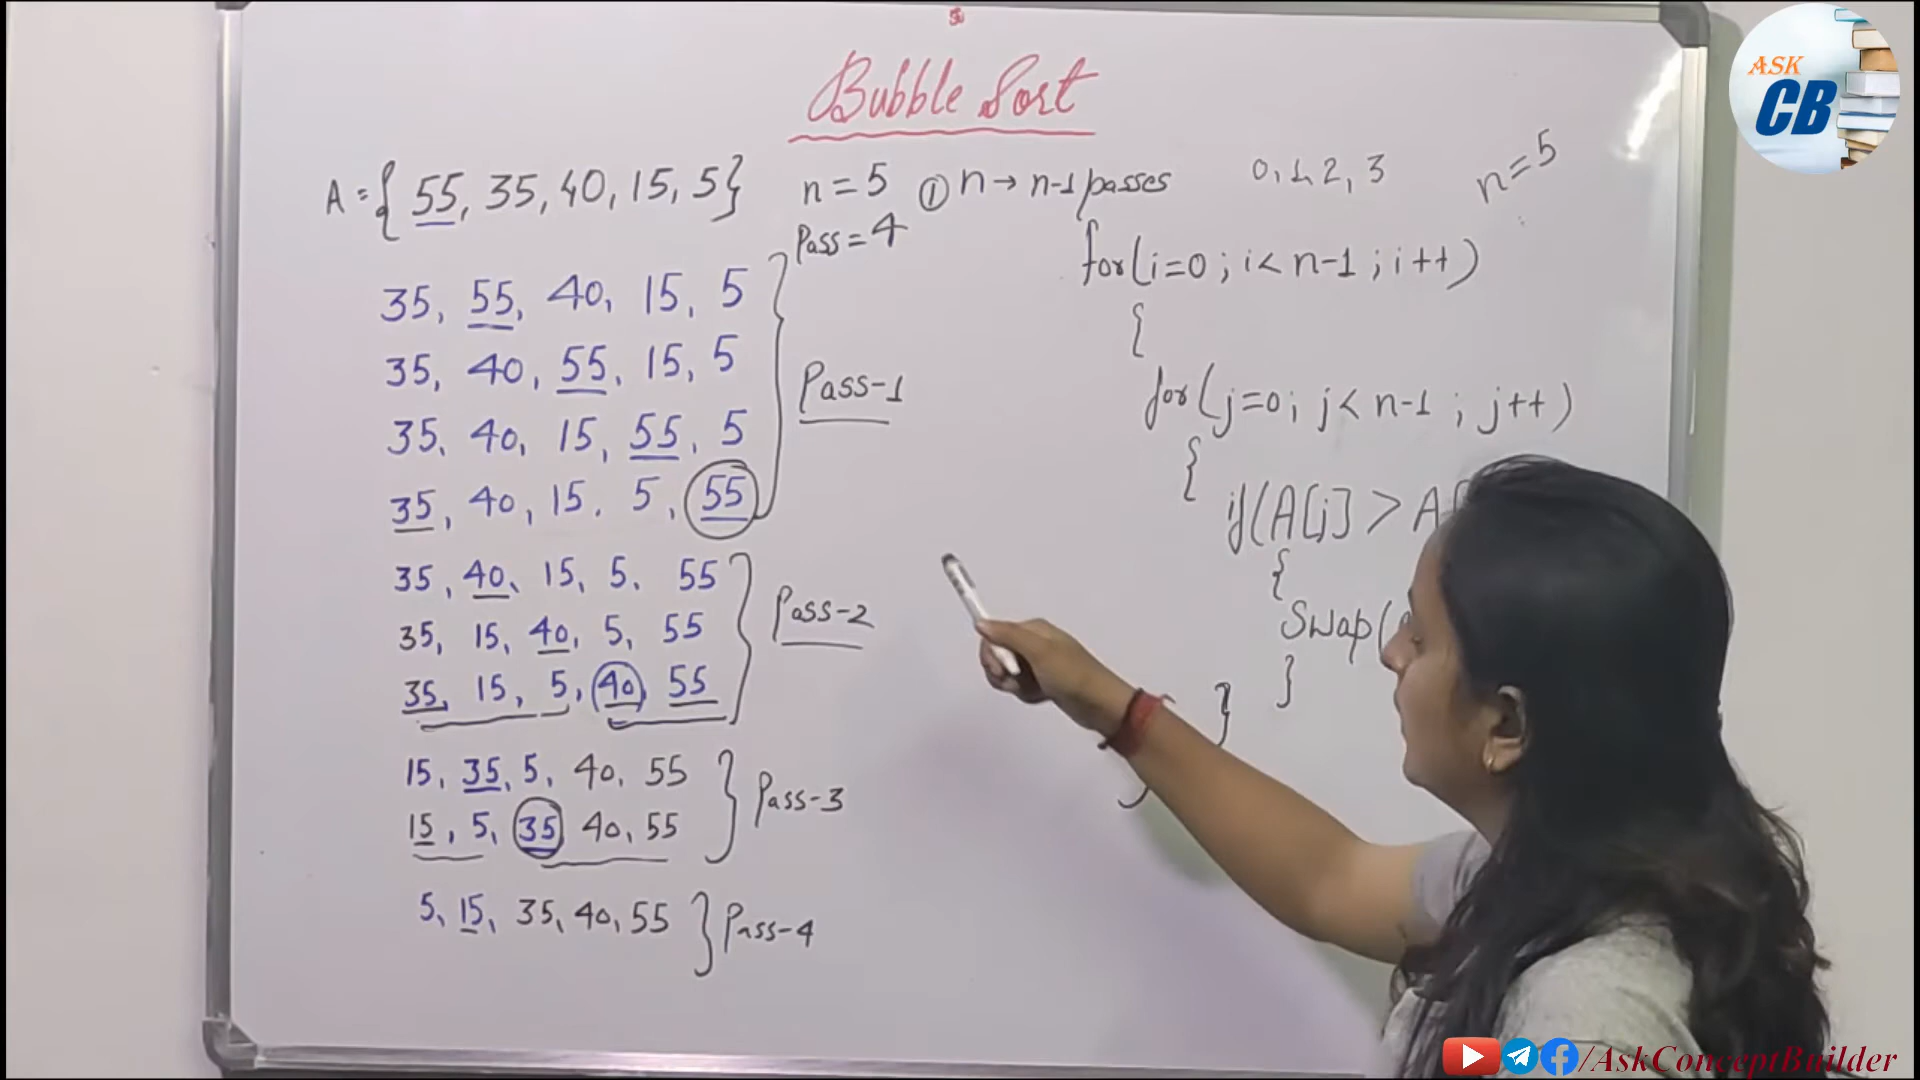 Bubble Sort
A = { 55, 35, 40, 15, 5}
n = 5
① n → n-1 passes
0, 1, 2, 3
n = 5
Pass = 4
35, 55, 40, 15, 5
35, 40, 55, 15, 5
35, 40, 15, 55, 5
35, 40, 15, 5, 55
Pass-1
35, 40, 15, 5, 55
35, 15, 40, 5, 55
35, 15, 5, 40, 55
Pass-2
15, 35, 5, 40, 55
15, 5, 35 40, 55
Pass-3
5, 15, 35, 40, 55
Pass-4
for(i=0 ; i< n-1 ; i++)
{
for(j=0; j< n-1 ; j++)
{
if(A[j] > A[
{
Swap(
}
}
}
ASK
CB
/AskConceptBuilder